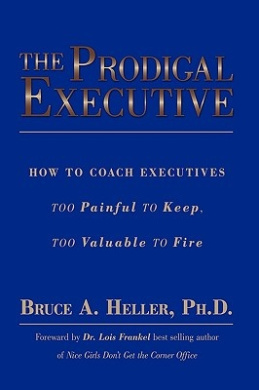 THE PRODIGAL
EXECUTIVE
HOW TO COACH EXECUTIVES
TOO Painful TO Keep,
TOO Valuable TO Fire
BRUCE A. HELLER, PH.D.
Foreword by Dr. Lois Frankel best selling author
of Nice Girls Don't Get the Corner Office